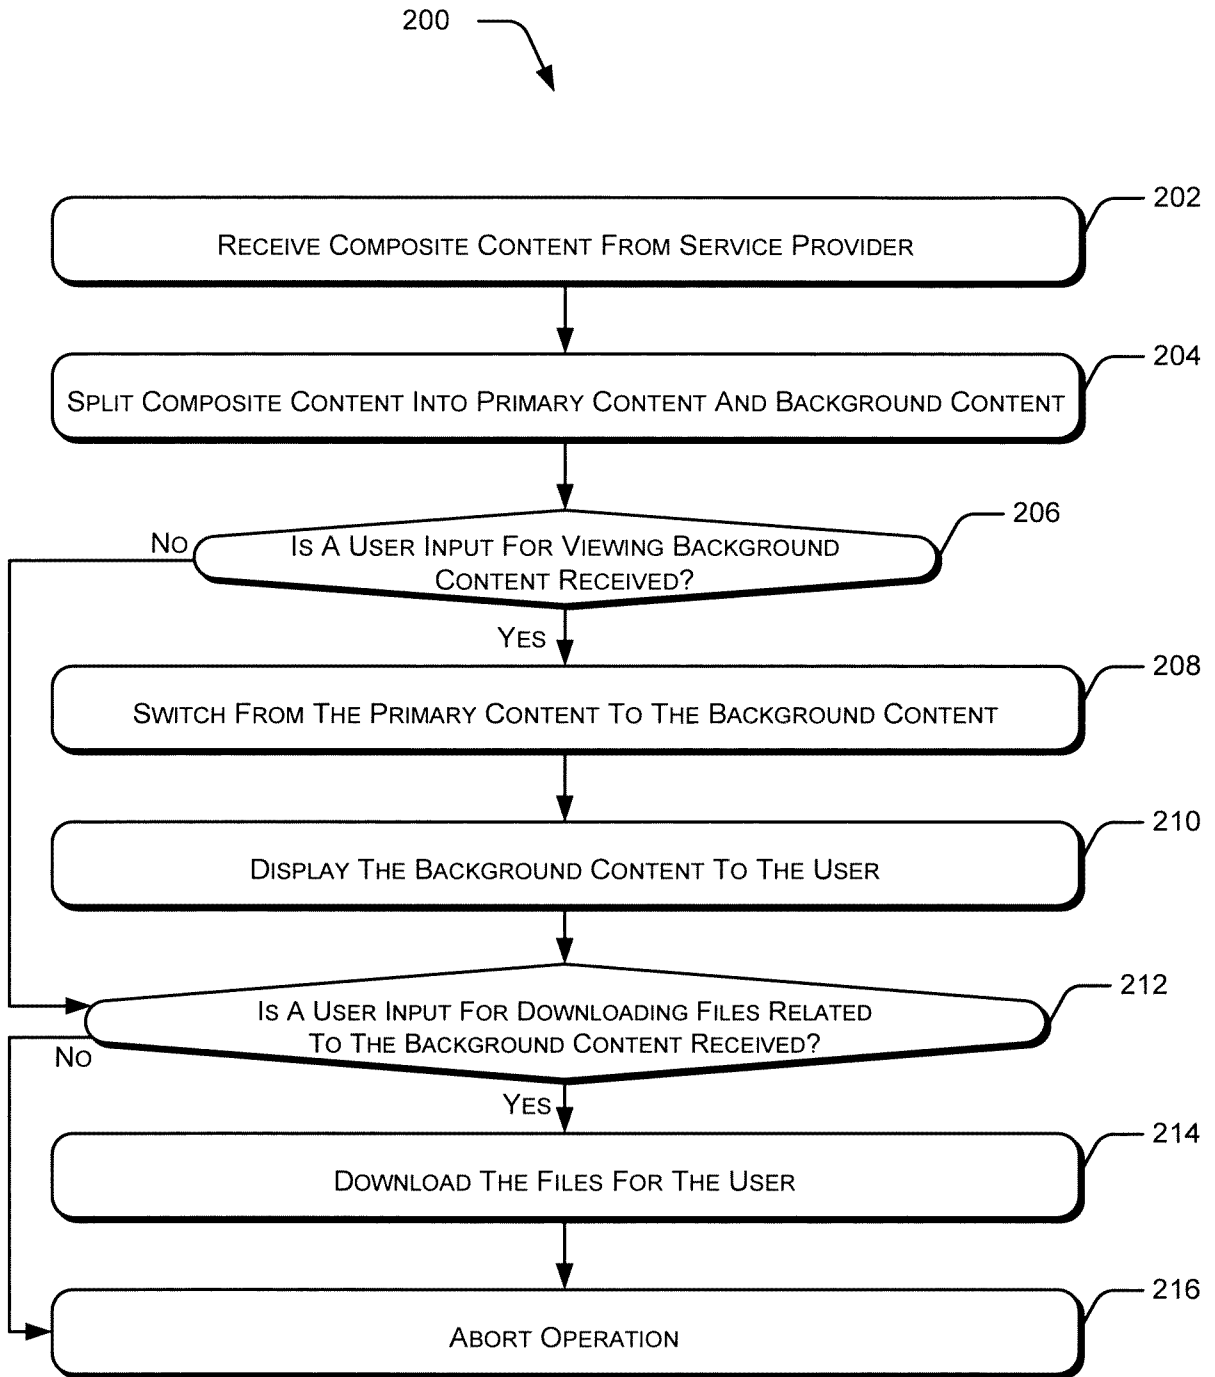 200
202
RECEIVE COMPOSITE CONTENT FROM SERVICE PROVIDER
204
SPLIT COMPOSITE CONTENT INTO PRIMARY CONTENT AND BACKGROUND CONTENT
206
NO
IS A USER INPUT FOR VIEWING BACKGROUND
CONTENT RECEIVED?
YES
208
SWITCH FROM THE PRIMARY CONTENT TO THE BACKGROUND CONTENT
210
DISPLAY THE BACKGROUND CONTENT TO THE USER
212
IS A USER INPUT FOR DOWNLOADING FILES RELATED
TO THE BACKGROUND CONTENT RECEIVED?
NO
YES
214
DOWNLOAD THE FILES FOR THE USER
216
ABORT OPERATION